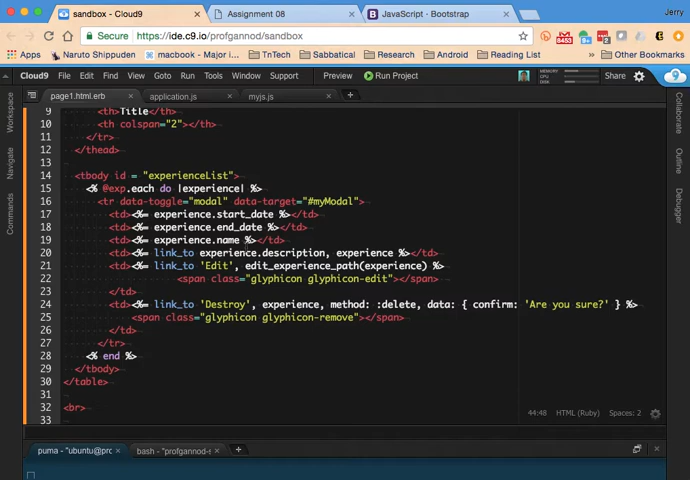 sandbox - Cloud9
Assignment 08
JavaScript · Bootstrap
Jerry
Secure
https://ide.c9.io/profgannod/sandbox
8453
Apps
Naruto Shippuden
macbook - Major i...
TnTech
Sabbatical
Research
Android
Reading List
»
Other Bookmarks
Cloud9
File
Edit
Find
View
Goto
Run
Tools
Window
Support
Preview
Run Project
MEMORY
CPU
DISK
Share
page1.html.erb
application.js
myjs.js
Workspace
Navigate
Commands
Collaborate
Outline
Debugger
9 <th>Title</th>
10 <th colspan="2"></th>
11 </tr>
12 </thead>
13
14 <tbody id = "experienceList">
15 <% @exp.each do |experience| %>
16 <tr data-toggle="modal" data-target="#myModal">
17 <td><%= experience.start_date %></td>
18 <td><%= experience.end_date %></td>
19 <td><%= experience.name %></td>
20 <td><%= link_to experience.description, experience %></td>
21 <td><%= link_to 'Edit', edit_experience_path(experience) %>
22 <span class="glyphicon glyphicon-edit"></span>
23 </td>
24 <td><%= link_to 'Destroy', experience, method: :delete, data: { confirm: 'Are you sure?' } %>
25 <span class="glyphicon glyphicon-remove"></span>
26 </td>
27 </tr>
28 <% end %>
29 </tbody>
30 </table>
31
32 <br>
33
44:48 HTML (Ruby) Spaces: 2
puma - "ubuntu@pro
bash - "profgannod-s